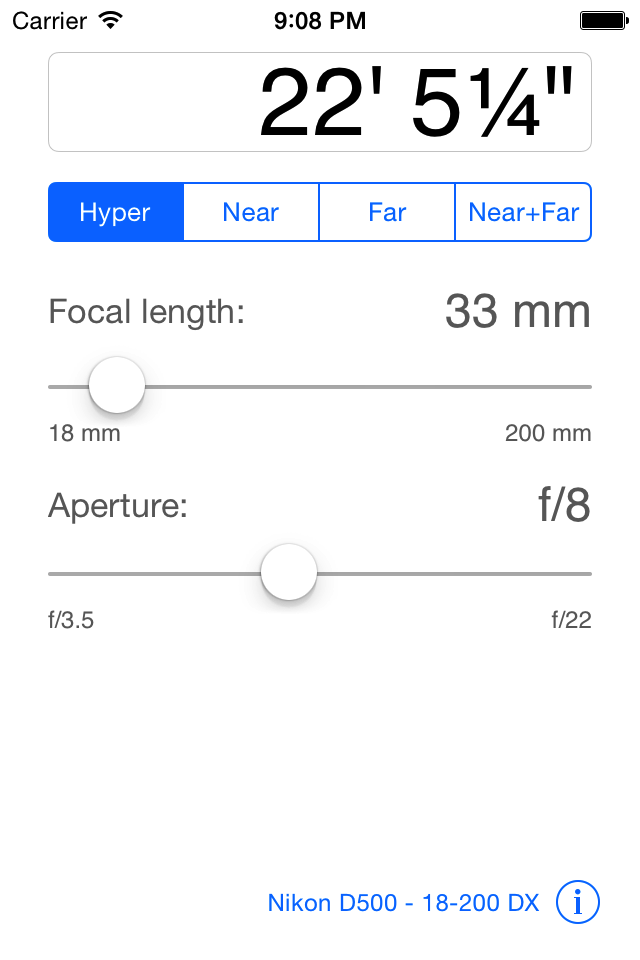 Carrier 9:08 PM
22' 5¼"
Hyper Near Far Near+Far
Focal length: 33 mm
18 mm 200 mm
Aperture: f/8
f/3.5 f/22
Nikon D500 - 18-200 DX i